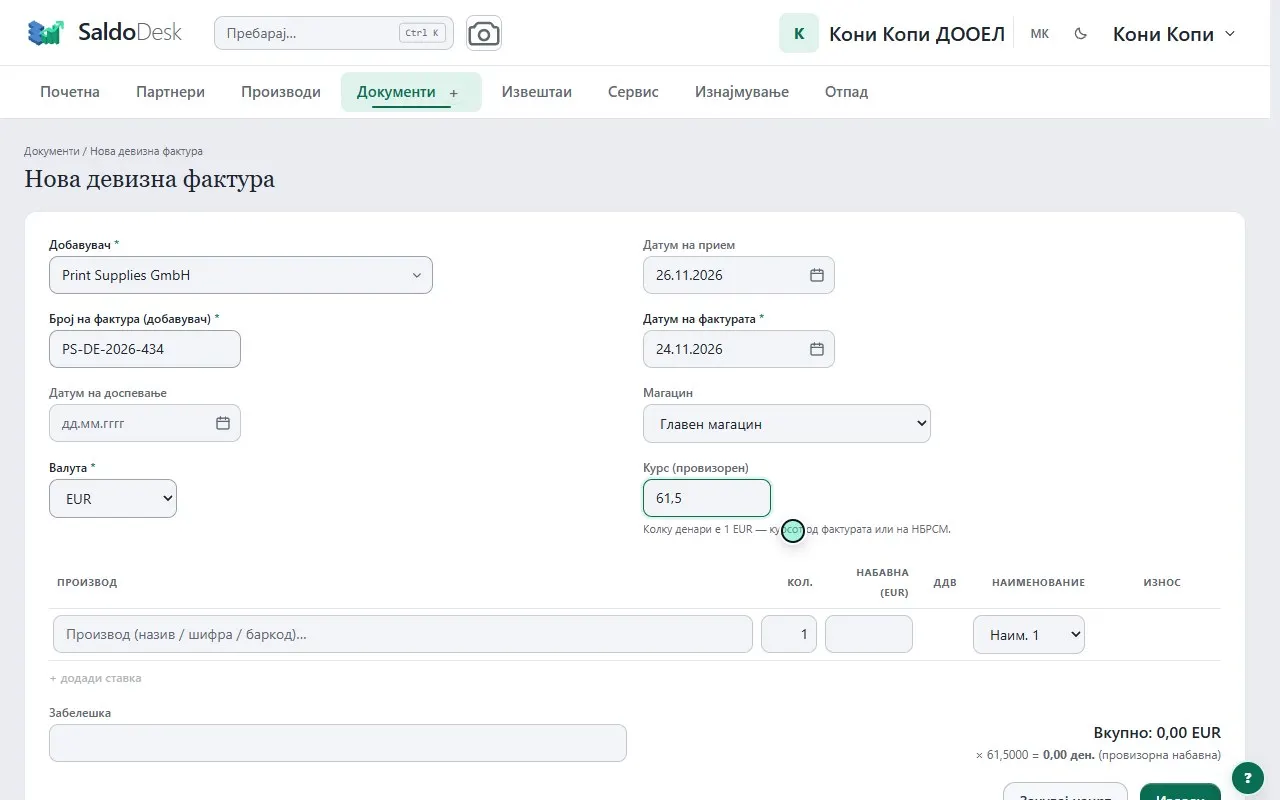 SaldoDesk
Пребарај...
Ctrl K
К
Кони Копи ДООЕЛ
МК
Кони Копи
Почетна
Партнери
Производи
Документи +
Извештаи
Сервис
Изнајмување
Отпад
Документи / Нова девизна фактура
Нова девизна фактура
Добавувач *
Датум на прием
Print Supplies GmbH
26.11.2026
Број на фактура (добавувач) *
Датум на фактурата *
PS-DE-2026-434
24.11.2026
Датум на доспевање
Магацин
дд.мм.гггг
Главен магацин
Валута *
Курс (провизорен)
EUR
61,5
Колку денари е 1 EUR — курсот од фактурата или на НБРСМ.
ПРОИЗВОД
КОЛ.
НАБАВНА (EUR)
ДДВ
НАИМЕНОВАНИЕ
ИЗНОС
Производ (назив / шифра / баркод)...
1
Наим. 1
+ додади ставка
Забелешка
Вкупно: 0,00 EUR
× 61,5000 = 0,00 ден. (провизорна набавна)
?